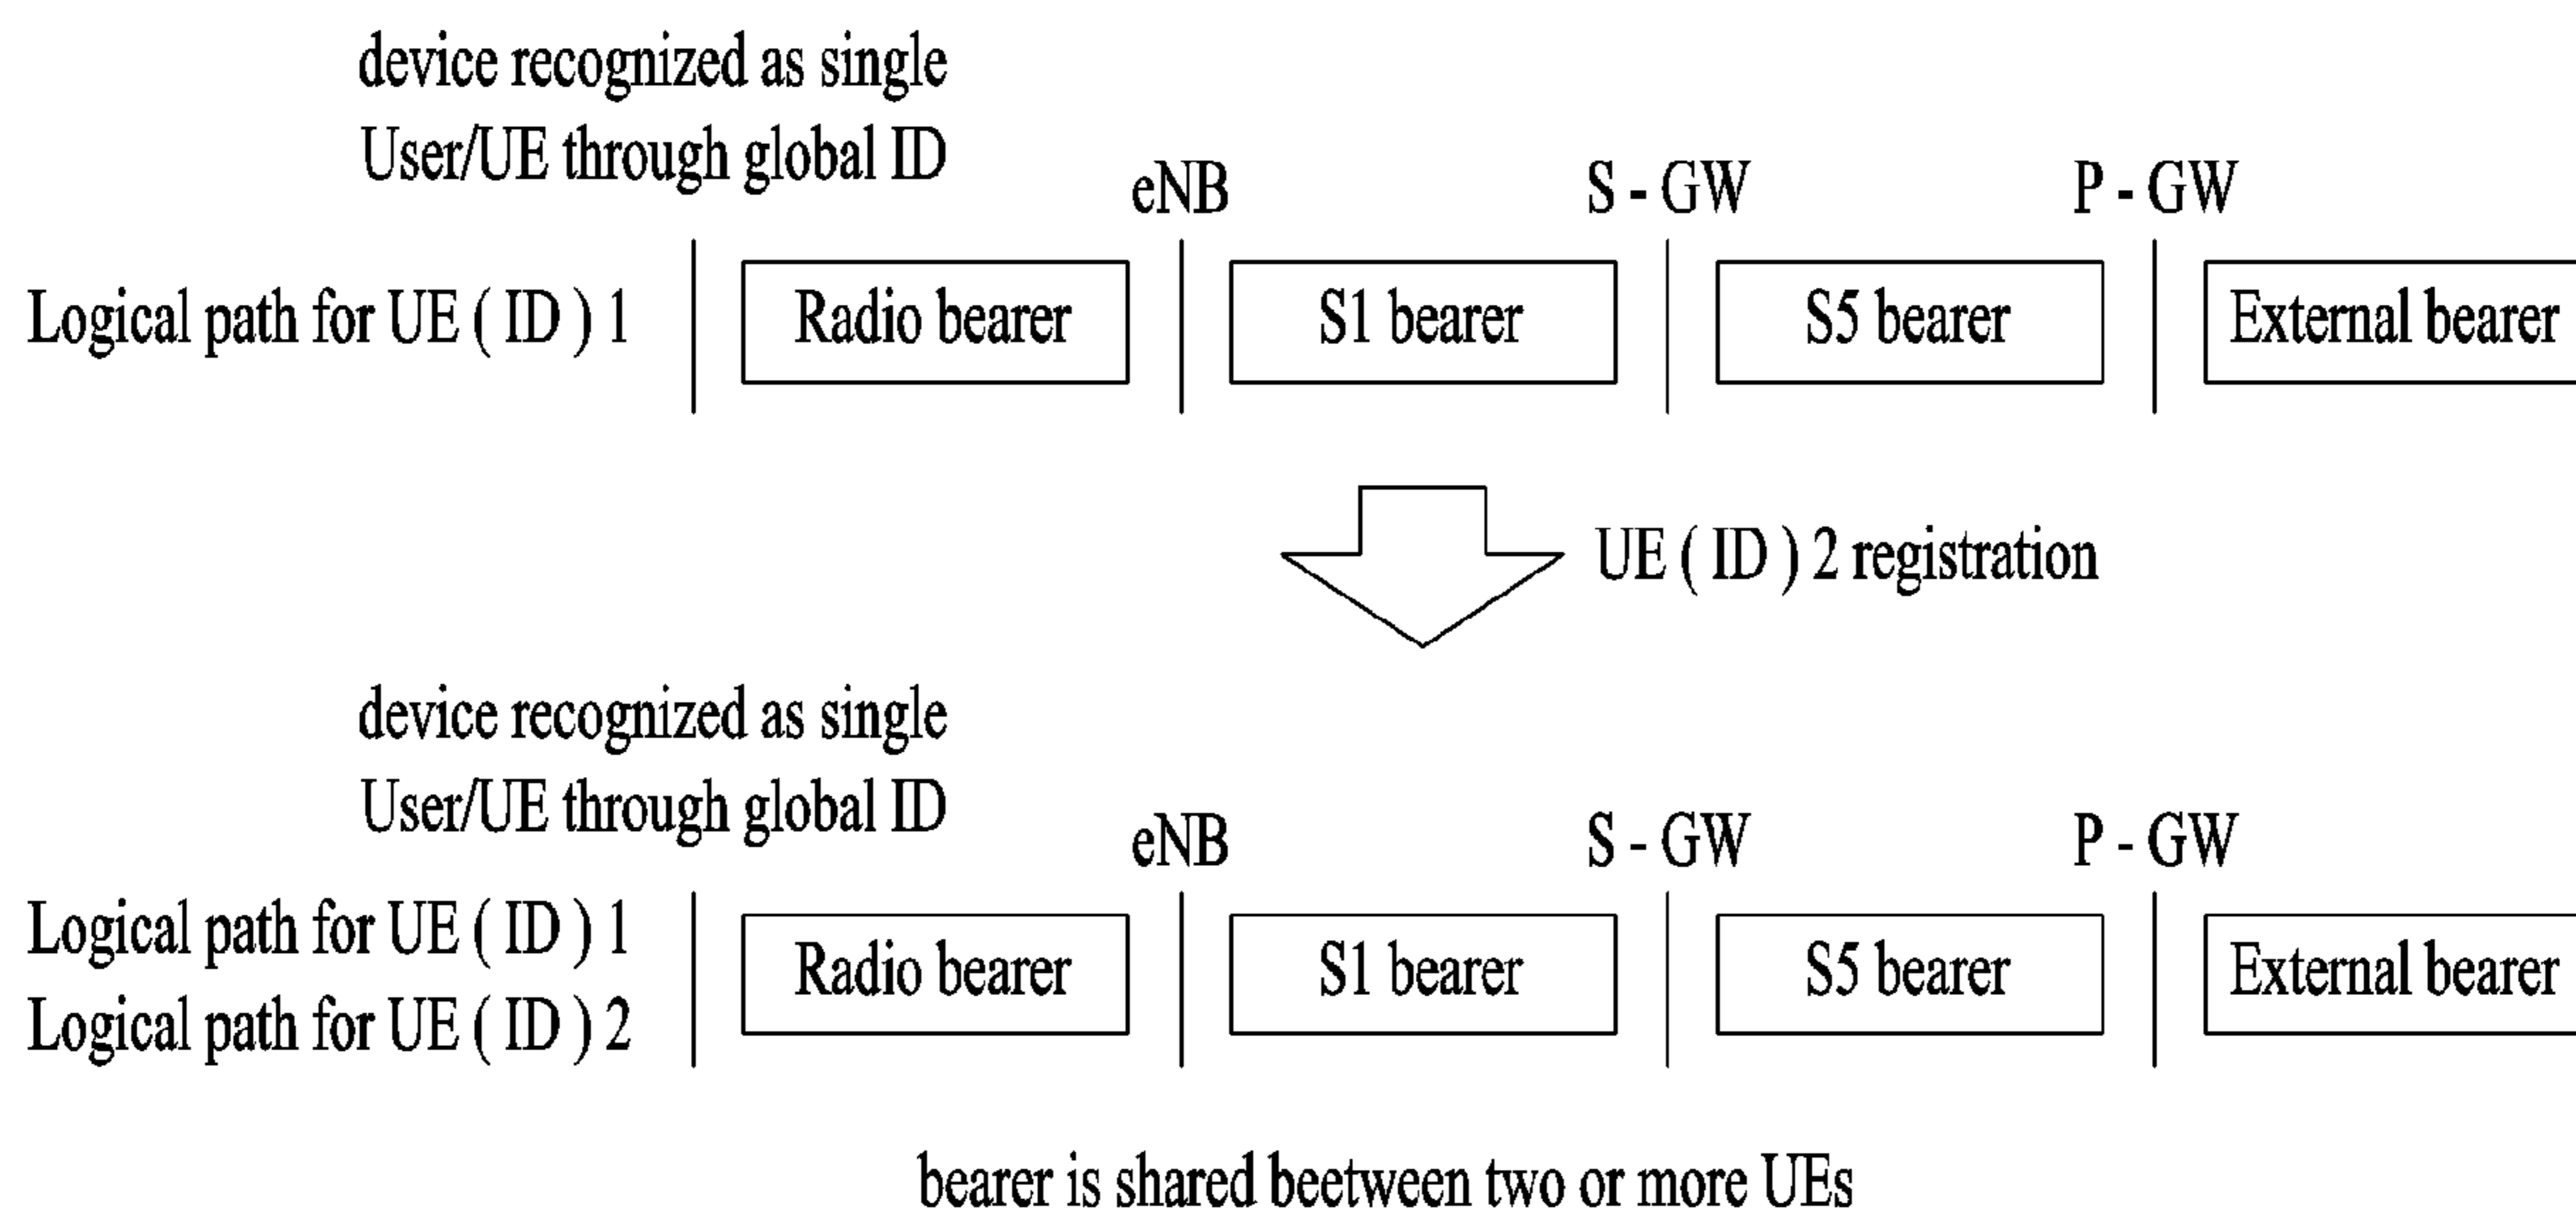 device recognized as single
User/UE through global ID
eNB
S - GW
P - GW
Logical path for UE ( ID ) 1
Radio bearer
S1 bearer
S5 bearer
External bearer
UE ( ID ) 2 registration
device recognized as single
User/UE through global ID
eNB
S - GW
P - GW
Logical path for UE ( ID ) 1
Logical path for UE ( ID ) 2
Radio bearer
S1 bearer
S5 bearer
External bearer
bearer is shared beetween two or more UEs